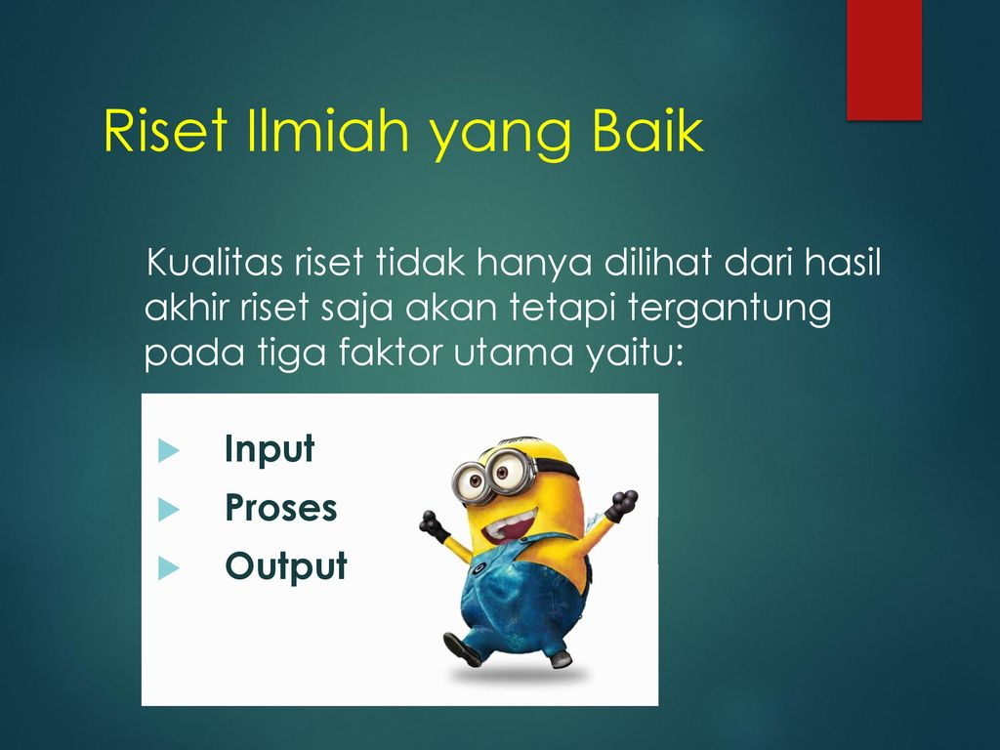 Riset Ilmiah yang Baik
Kualitas riset tidak hanya dilihat dari hasil
akhir riset saja akan tetapi tergantung
pada tiga faktor utama yaitu:
Input
Proses
Output